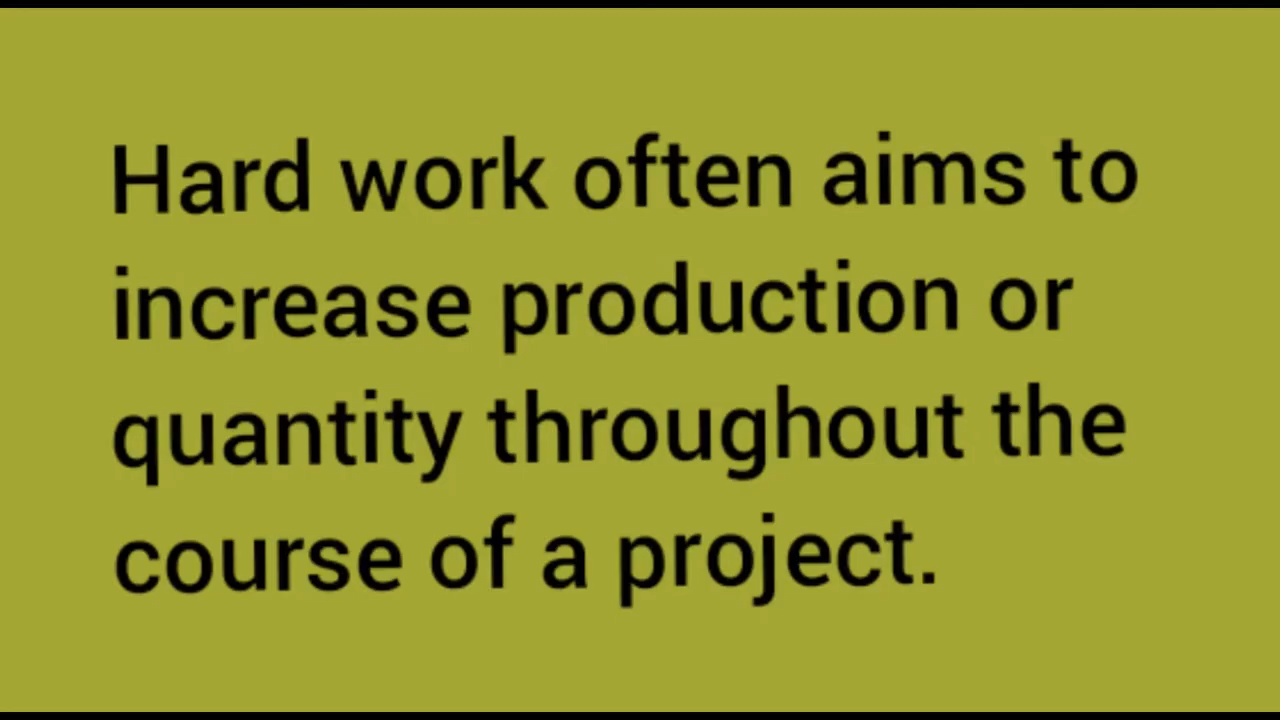 Hard work often aims to
increase production or
quantity throughout the
course of a project.